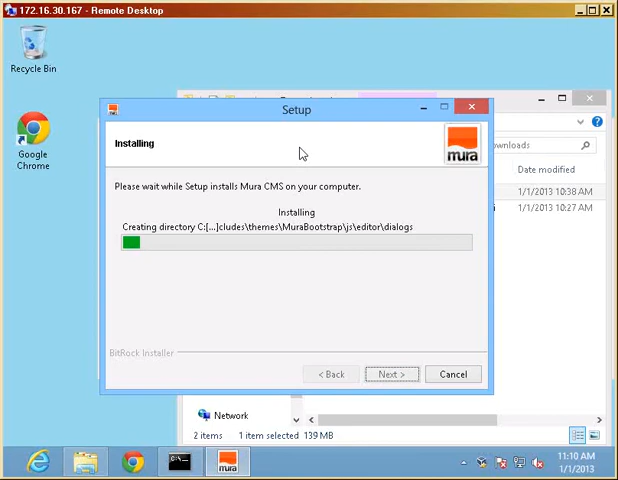 172.16.30.167 - Remote Desktop
Recycle Bin
Google
Chrome
Setup
Installing
mura
Please wait while Setup installs Mura CMS on your computer.
Installing
Creating directory C:[...]cludes\themes\MuraBootstrap\js\editor\dialogs
BitRock Installer
< Back
Next >
Cancel
ownloads
Date modified
1/1/2013 10:38 AM
1/1/2013 10:27 AM
Network
2 items
1 item selected
139 MB
C:\.
mura
11:10 AM
1/1/2013